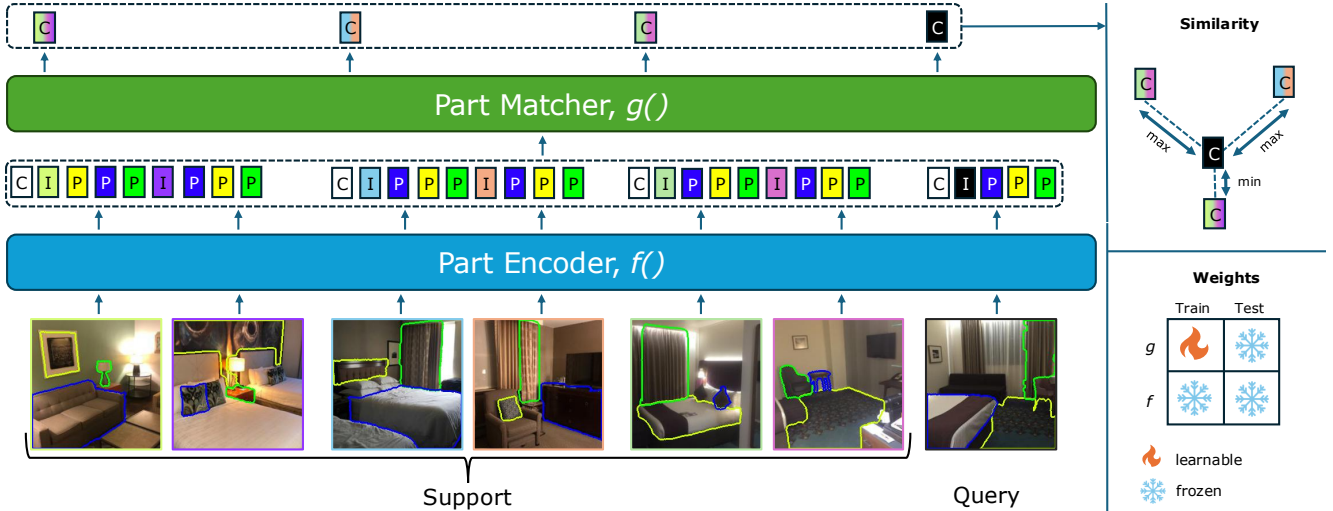 C C C C
Part Matcher, g()
C I P P P I P P P C I P P P I P P P C I P P P I P P P C I P P P
Part Encoder, f()
Support
Query
Similarity
C C
max max
C
min
C
Weights
Train Test
g
f
learnable
frozen